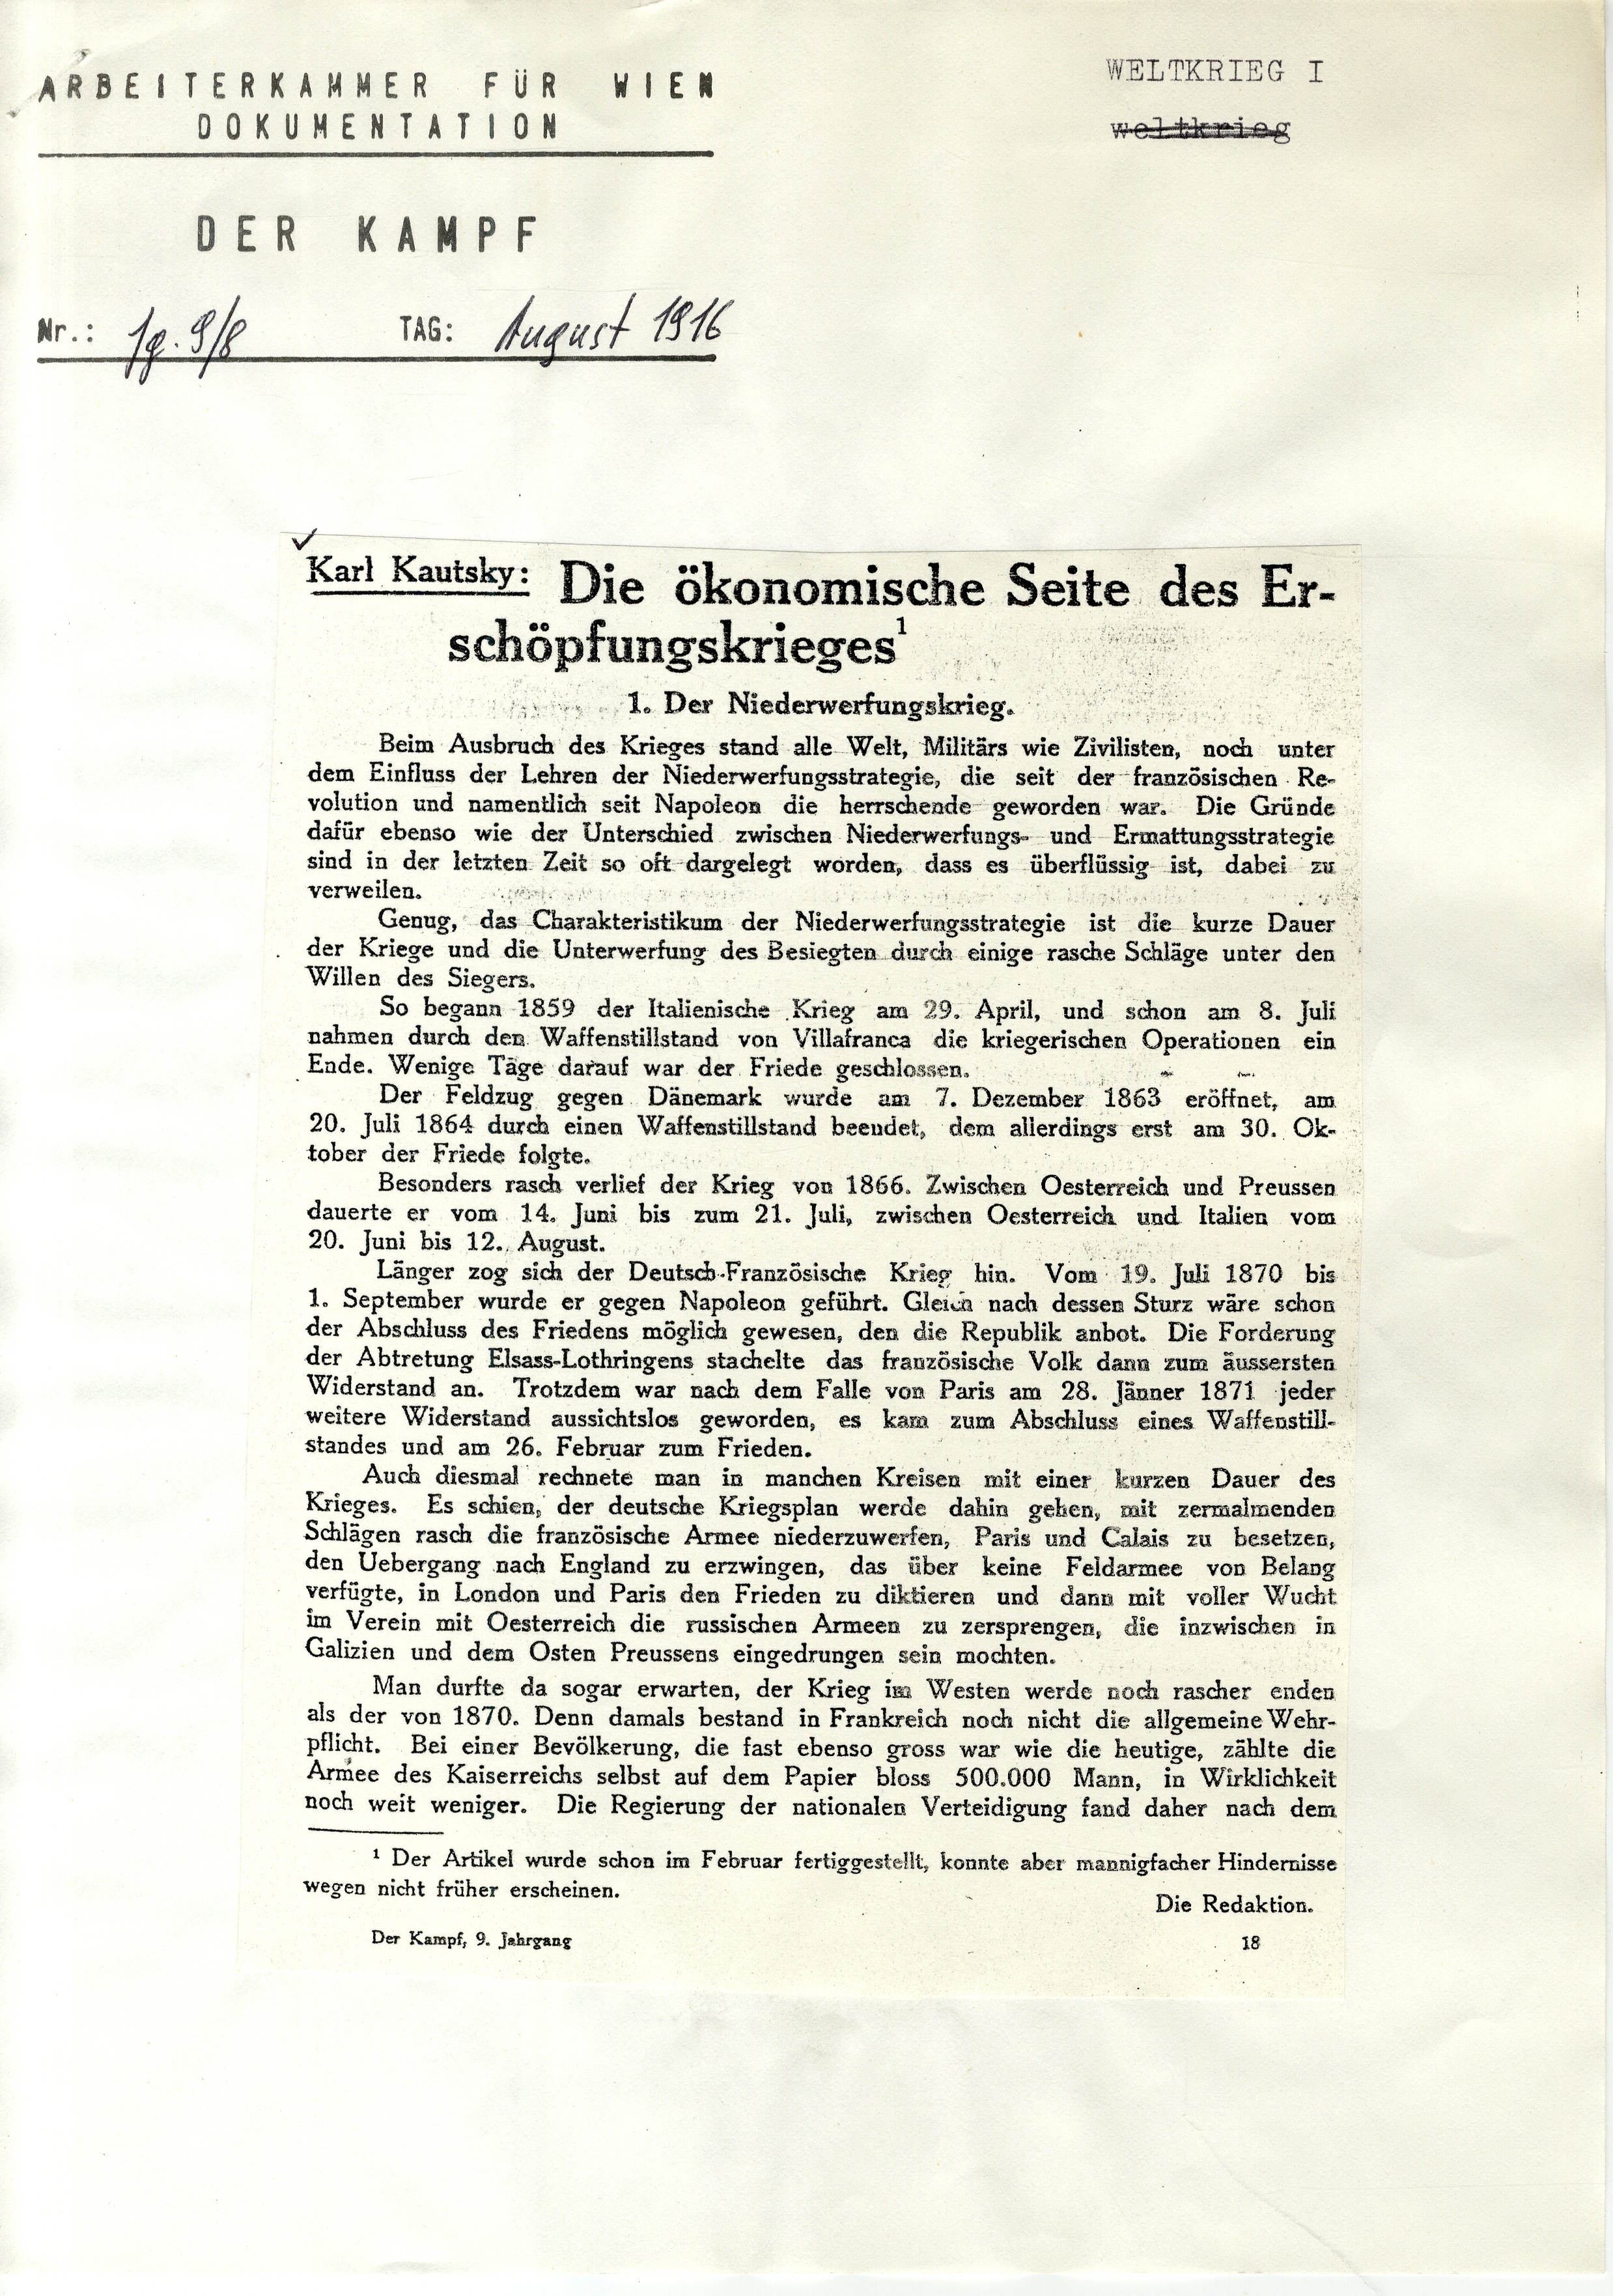 ARBEITERKAMMER FÜR WIEN
DOKUMENTATION
WELTKRIEG I
weltkrieg
DER KAMPF
Nr.: Jg. 9/8 TAG: August 1916
Karl Kautsky: Die ökonomische Seite des Er-
schöpfungskrieges¹
1. Der Niederwerfungskrieg.
Beim Ausbruch des Krieges stand alle Welt, Militärs wie Zivilisten, noch unter
dem Einfluss der Lehren der Niederwerfungsstrategie, die seit der französischen Re-
volution und namentlich seit Napoleon die herrschende geworden war. Die Gründe
dafür ebenso wie der Unterschied zwischen Niederwerfungs- und Ermattungsstrategie
sind in der letzten Zeit so oft dargelegt worden, dass es überflüssig ist, dabei zu
verweilen.
Genug, das Charakteristikum der Niederwerfungsstrategie ist die kurze Dauer
der Kriege und die Unterwerfung des Besiegten durch einige rasche Schläge unter den
Willen des Siegers.
So begann 1859 der Italienische Krieg am 29. April, und schon am 8. Juli
nahmen durch den Waffenstillstand von Villafranca die kriegerischen Operationen ein
Ende. Wenige Tage darauf war der Friede geschlossen.
Der Feldzug gegen Dänemark wurde am 7. Dezember 1863 eröffnet, am
20. Juli 1864 durch einen Waffenstillstand beendet, dem allerdings erst am 30. Ok-
tober der Friede folgte.
Besonders rasch verlief der Krieg von 1866. Zwischen Oesterreich und Preussen
dauerte er vom 14. Juni bis zum 21. Juli, zwischen Oesterreich und Italien vom
20. Juni bis 12. August.
Länger zog sich der Deutsch-Französische Krieg hin. Vom 19. Juli 1870 bis
1. September wurde er gegen Napoleon geführt. Gleich nach dessen Sturz wäre schon
der Abschluss des Friedens möglich gewesen, den die Republik anbot. Die Forderung
der Abtretung Elsass-Lothringens stachelte das französische Volk dann zum äussersten
Widerstand an. Trotzdem war nach dem Falle von Paris am 28. Jänner 1871 jeder
weitere Widerstand aussichtslos geworden, es kam zum Abschluss eines Waffenstill-
standes und am 26. Februar zum Frieden.
Auch diesmal rechnete man in manchen Kreisen mit einer kurzen Dauer des
Krieges. Es schien, der deutsche Kriegsplan werde dahin gehen, mit zermalmenden
Schlägen rasch die französische Armee niederzuwerfen, Paris und Calais zu besetzen,
den Uebergang nach England zu erzwingen, das über keine Feldarmee von Belang
verfügte, in London und Paris den Frieden zu diktieren und dann mit voller Wucht
im Verein mit Oesterreich die russischen Armeen zu zersprengen, die inzwischen in
Galizien und dem Osten Preussens eingedrungen sein mochten.
Man durfte da sogar erwarten, der Krieg im Westen werde noch rascher enden
als der von 1870. Denn damals bestand in Frankreich noch nicht die allgemeine Wehr-
pflicht. Bei einer Bevölkerung, die fast ebenso gross war wie die heutige, zählte die
Armee des Kaiserreichs selbst auf dem Papier bloss 500.000 Mann, in Wirklichkeit
noch weit weniger. Die Regierung der nationalen Verteidigung fand daher nach dem
¹ Der Artikel wurde schon im Februar fertiggestellt, konnte aber mannigfacher Hindernisse
wegen nicht früher erscheinen.
Die Redaktion.
Der Kampf, 9. Jahrgang 18